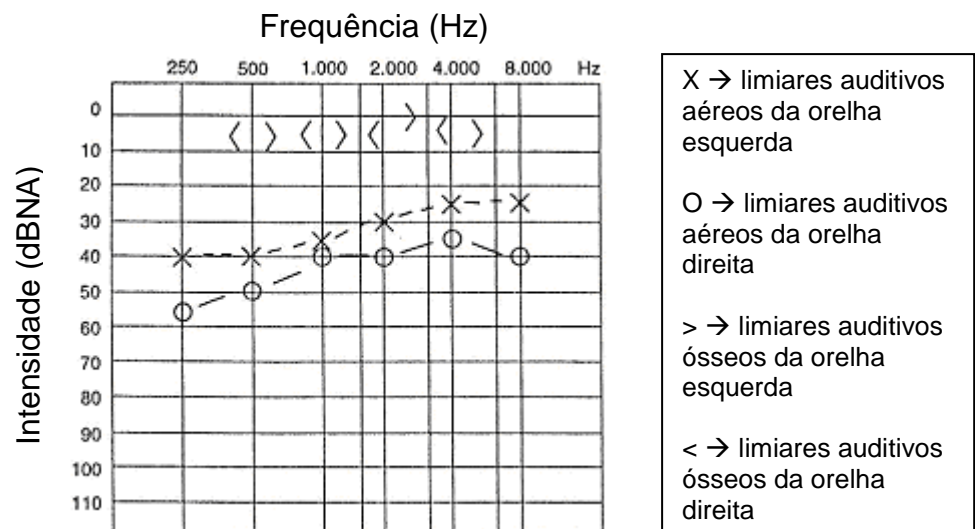 Frequência (Hz)
250 500 1.000 2.000 4.000 8.000 Hz
Intensidade (dBNA)
0
10
20
30
40
50
60
70
80
90
100
110
X → limiares auditivos
aéreos da orelha
esquerda
O → limiares auditivos
aéreos da orelha
direita
> → limiares auditivos
ósseos da orelha
esquerda
< → limiares auditivos
ósseos da orelha
direita